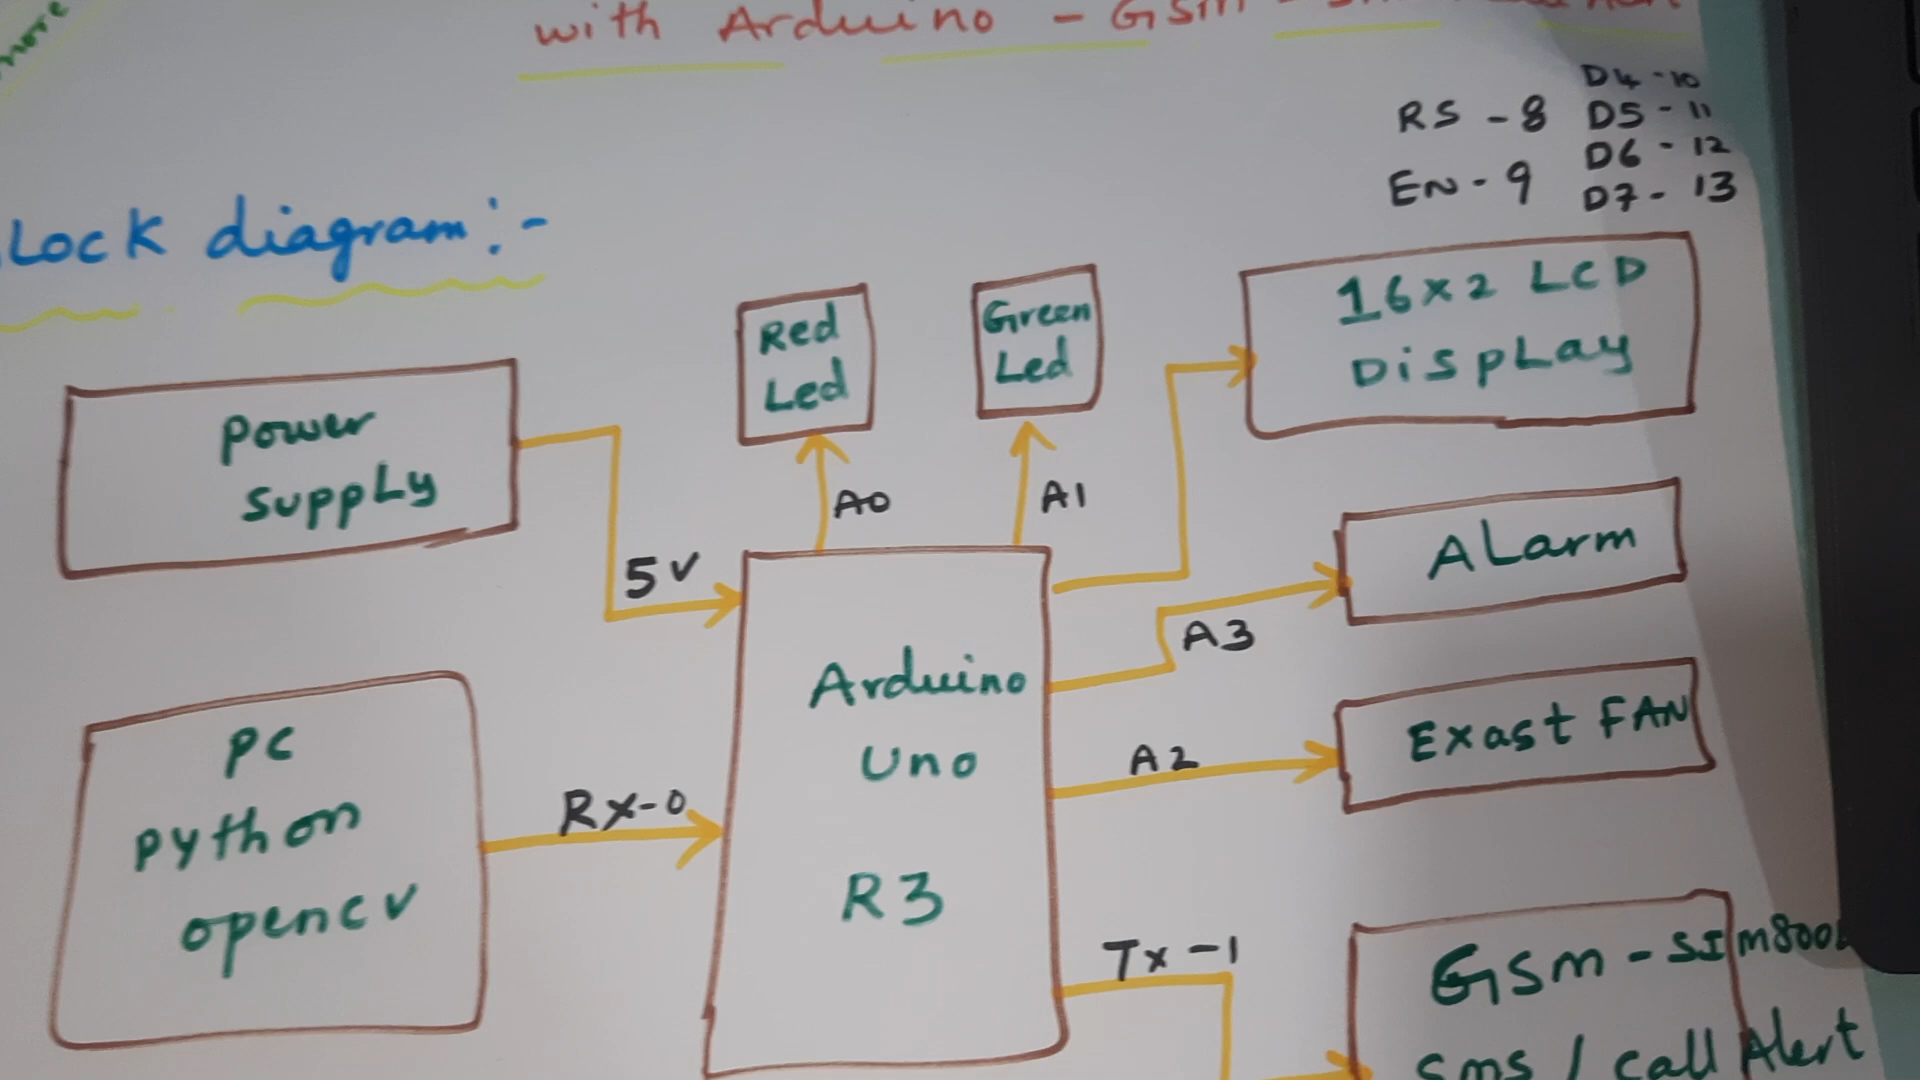 more
with Arduino - Gsm -
RS - 8
EN - 9
D4 - 10
D5 - 11
D6 - 12
D7 - 13
Lock diagram:-
Red
Led
Green
Led
16x2 LCD
Display
Power
Supply
A0
A1
5V
Alarm
A3
Arduino
Uno
R3
Exast FAN
A2
PC
python
opencv
Rx-0
Tx-1
Gsm - SIM800L
Sms / call Alert